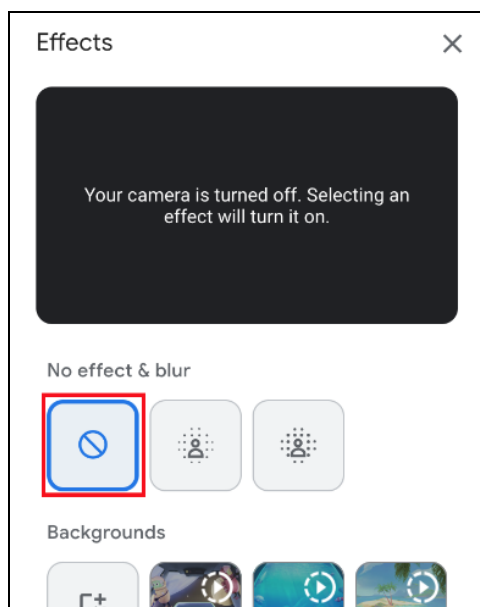 Effects
Your camera is turned off. Selecting an
effect will turn it on.
No effect & blur
Backgrounds